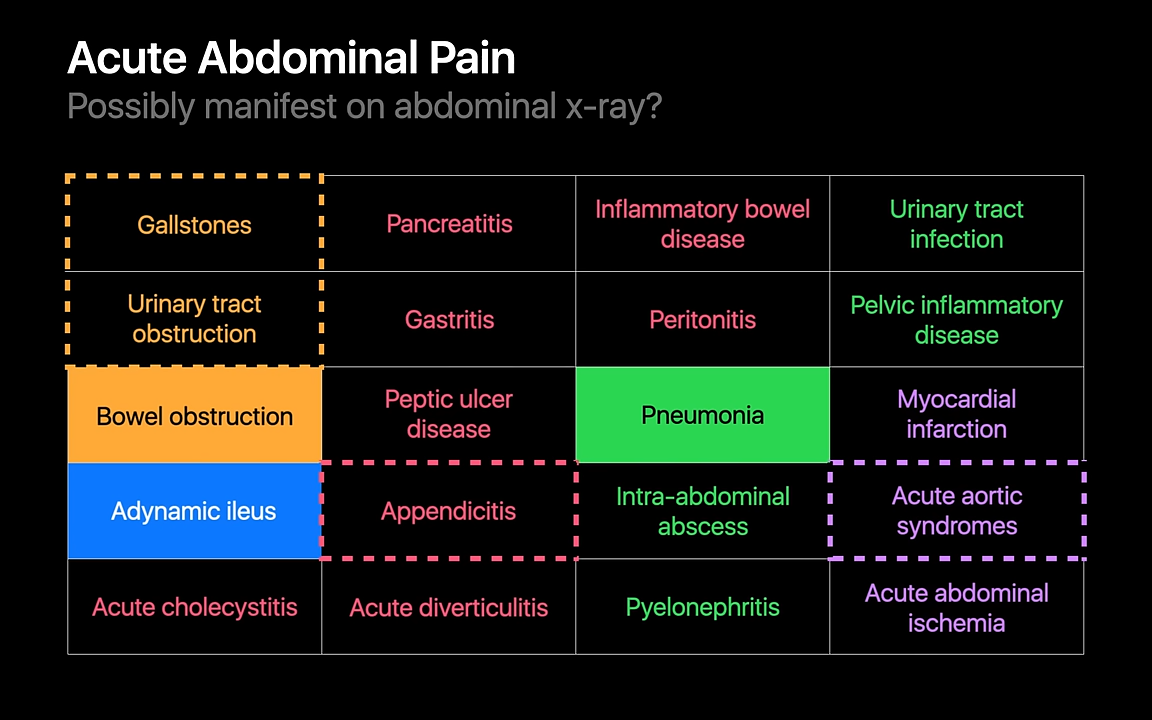 Acute Abdominal Pain
Possibly manifest on abdominal x-ray?
Gallstones
Pancreatitis
Inflammatory bowel
disease
Urinary tract
infection
Urinary tract
obstruction
Gastritis
Peritonitis
Pelvic inflammatory
disease
Bowel obstruction
Peptic ulcer
disease
Pneumonia
Myocardial
infarction
Adynamic ileus
Appendicitis
Intra-abdominal
abscess
Acute aortic
syndromes
Acute cholecystitis
Acute diverticulitis
Pyelonephritis
Acute abdominal
ischemia